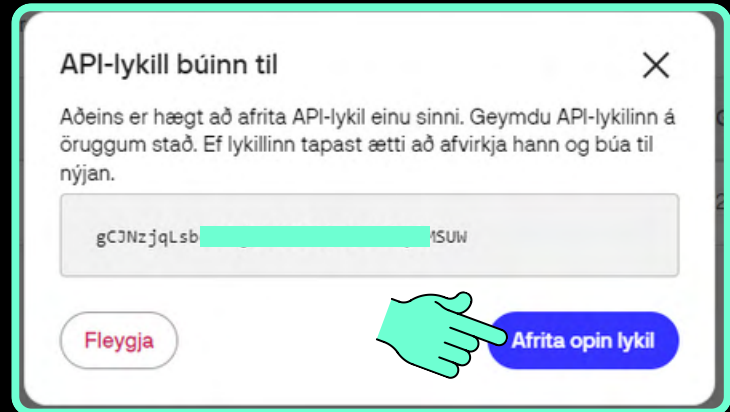 API-lykill búinn til
Aðeins er hægt að afrita API-lykil einu sinni. Geymdu API-lykilinn á
öruggum stað. Ef lykillinn tapast ætti að afvirkja hann og búa til
nýjan.
gCJNzjqLsb MSUW
Fleygja
Afrita opin lykil